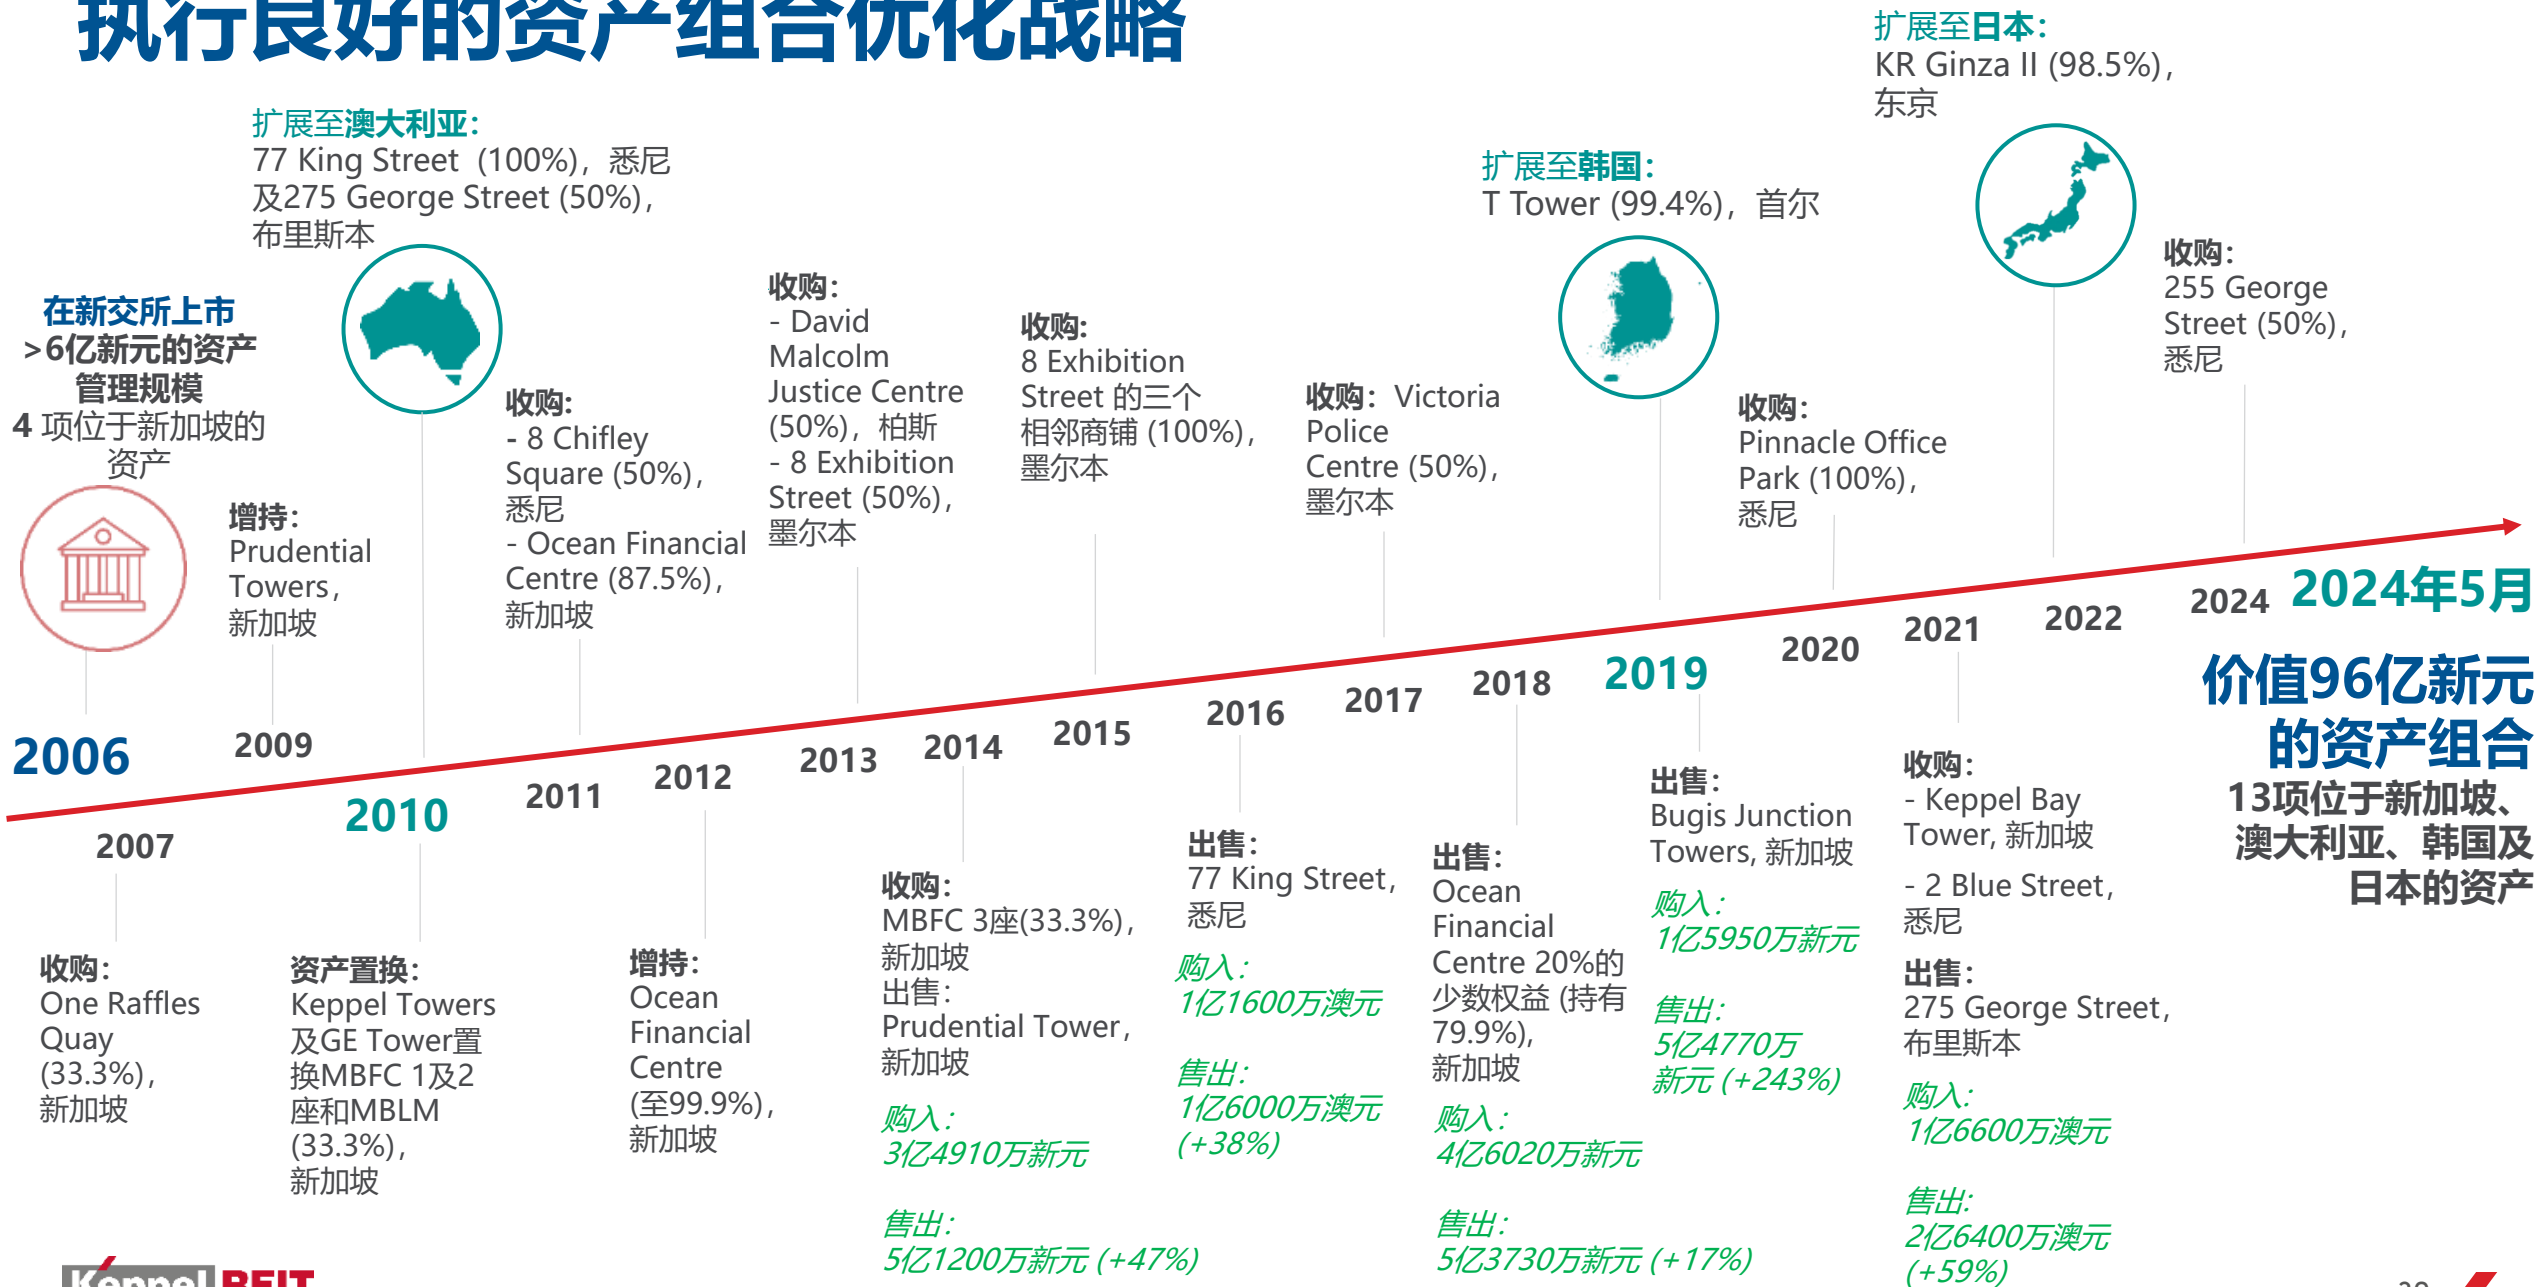 执行良好的资产组合优化战略
扩展至日本：
KR Ginza II (98.5%)，
东京
扩展至澳大利亚：
77 King Street (100%)，悉尼
及275 George Street (50%)，
布里斯本
扩展至韩国：
T Tower (99.4%)，首尔
收购：
255 George
Street (50%)，
悉尼
在新交所上市
>6亿新元的资产
管理规模
4 项位于新加坡的
资产
增持：
Prudential
Towers，
新加坡
收购:
- 8 Chifley
Square (50%)，
悉尼
- Ocean Financial
Centre (87.5%)，
新加坡
收购：
- David
Malcolm
Justice Centre
(50%)，柏斯
- 8 Exhibition
Street (50%)，
墨尔本
收购:
8 Exhibition
Street 的三个
相邻商铺 (100%)，
墨尔本
收购：Victoria
Police
Centre (50%)，
墨尔本
收购：
Pinnacle Office
Park (100%)，
悉尼
2006
2007
2009
2010
2011
2012
2013
2014
2015
2016
2017
2018
2019
2020
2021
2022
2024
2024年5月
价值96亿新元
的资产组合
13项位于新加坡、
澳大利亚、韩国及
日本的资产
收购：
One Raffles
Quay
(33.3%)，
新加坡
资产置换：
Keppel Towers
及GE Tower置
换MBFC 1及2
座和MBLM
(33.3%)，
新加坡
增持：
Ocean
Financial
Centre
(至99.9%)，
新加坡
收购：
MBFC 3座(33.3%)，
新加坡
出售：
Prudential Tower，
新加坡
购入：
3亿4910万新元
售出：
5亿1200万新元 (+47%)
出售：
77 King Street，
悉尼
购入：
1亿1600万澳元
售出：
1亿6000万澳元
(+38%)
出售：
Ocean
Financial
Centre 20%的
少数权益 (持有
79.9%),
新加坡
购入：
4亿6020万新元
售出：
5亿3730万新元 (+17%)
出售：
Bugis Junction
Towers, 新加坡
购入：
1亿5950万新元
售出：
5亿4770万
新元 (+243%)
收购：
- Keppel Bay
Tower, 新加坡
- 2 Blue Street，
悉尼
出售：
275 George Street，
布里斯本
购入:
1亿6600万澳元
售出:
2亿6400万澳元
(+59%)
Keppel REIT